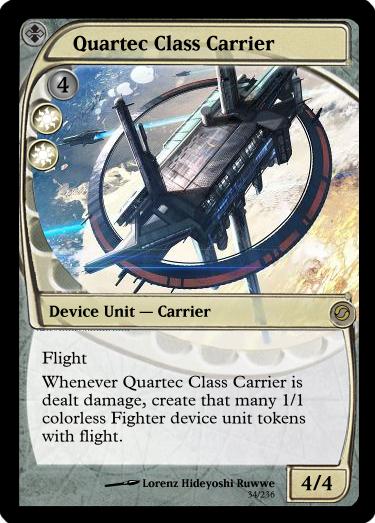 Quartec Class Carrier
4
Device Unit — Carrier
Flight
Whenever Quartec Class Carrier is
dealt damage, create that many 1/1
colorless Fighter device unit tokens
with flight.
4/4
Lorenz Hideyoshi Ruwwe
34/236